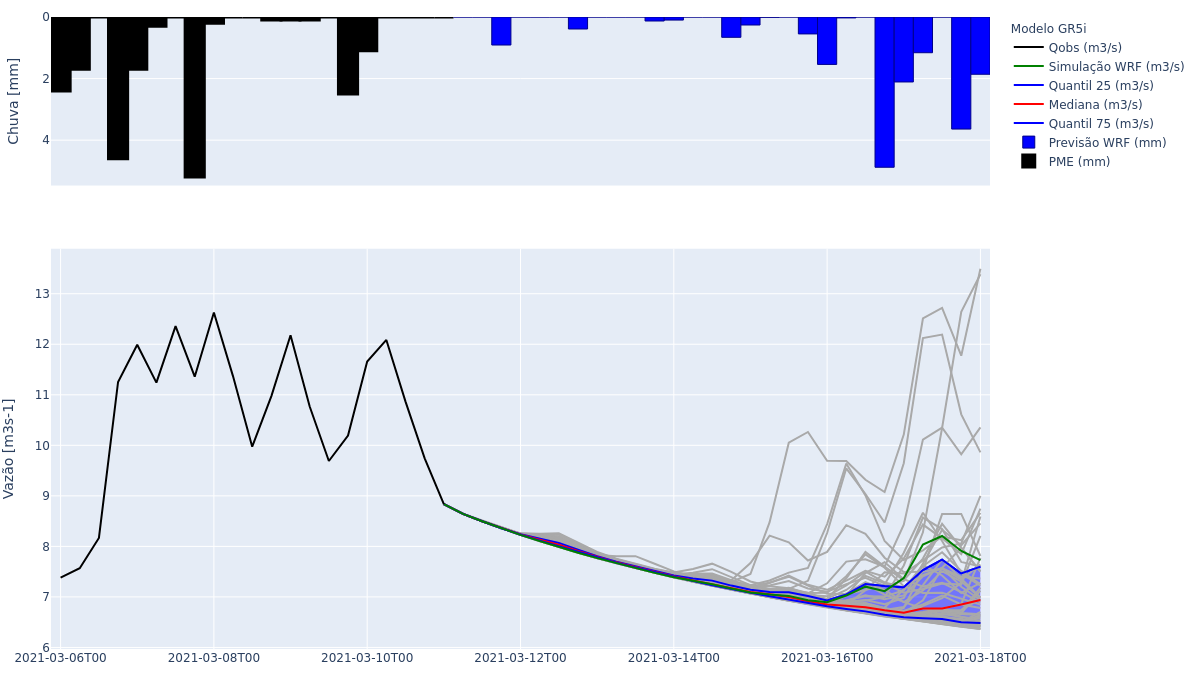 0
2
4
Chuva [mm]
Modelo GR5i
Qobs (m3/s)
Simulação WRF (m3/s)
Quantil 25 (m3/s)
Mediana (m3/s)
Quantil 75 (m3/s)
Previsão WRF (mm)
PME (mm)
13
12
11
10
9
8
7
6
Vazão [m3s-1]
2021-03-06T00
2021-03-08T00
2021-03-10T00
2021-03-12T00
2021-03-14T00
2021-03-16T00
2021-03-18T00